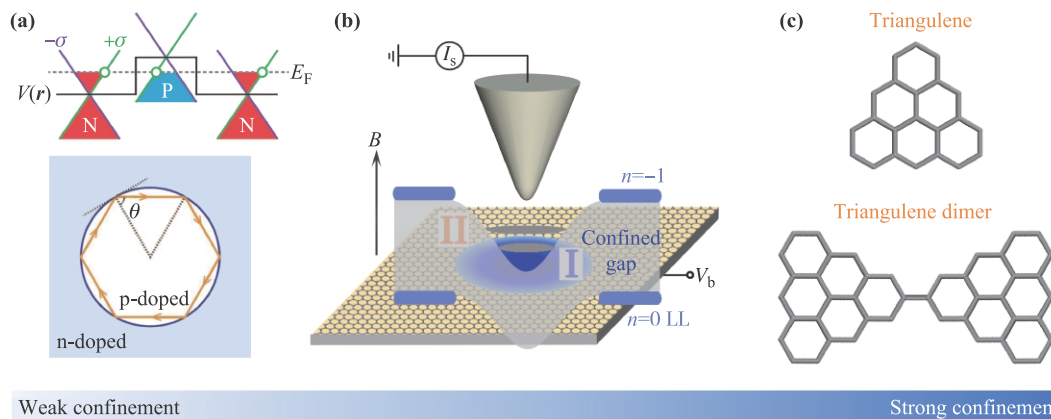 (a)
−σ
+σ
E_F
V(r)
P
N
N
θ
p-doped
n-doped
(b)
I_s
B
n=−1
II
Confined
I
gap
V_b
n=0 LL
(c)
Triangulene
Triangulene dimer
Weak confinement
Strong confinemen